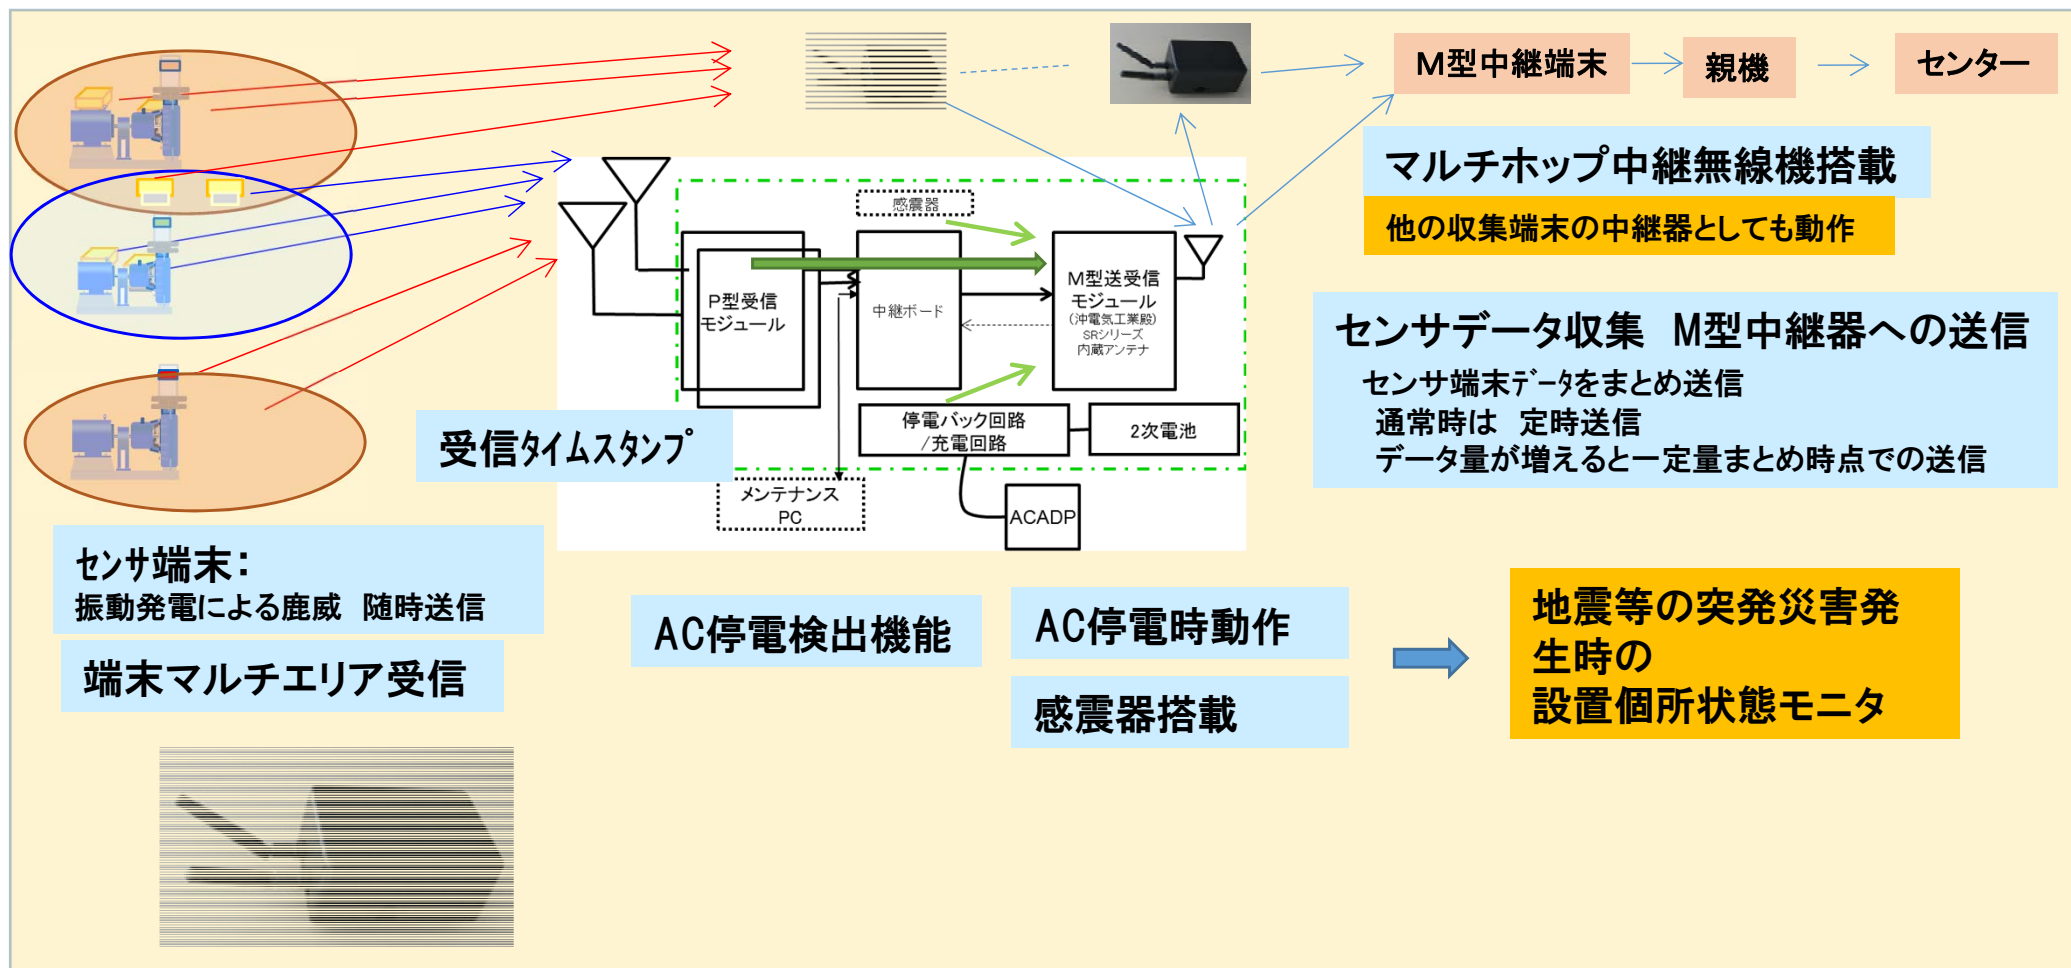 M型中継端末
親機
センター
マルチホップ中継無線機搭載
他の収集端末の中継器としても動作
感震器
P型受信
モジュール
中継ボード
M型送受信
モジュール
(沖電気工業殿)
SRシリーズ
内蔵アンテナ
停電バック回路
/充電回路
2次電池
メンテナンス
PC
ACADP
受信ﾀｲﾑｽﾀﾝﾌﾟ
センサデータ収集 M型中継器への送信
センサ端末ﾃﾞｰﾀをまとめ送信
通常時は 定時送信
データ量が増えると一定量まとめ時点での送信
ｾﾝｻ端末:
振動発電による鹿威 随時送信
端末マルチエリア受信
AC停電検出機能
AC停電時動作
感震器搭載
地震等の突発災害発
生時の
設置個所状態モニタ